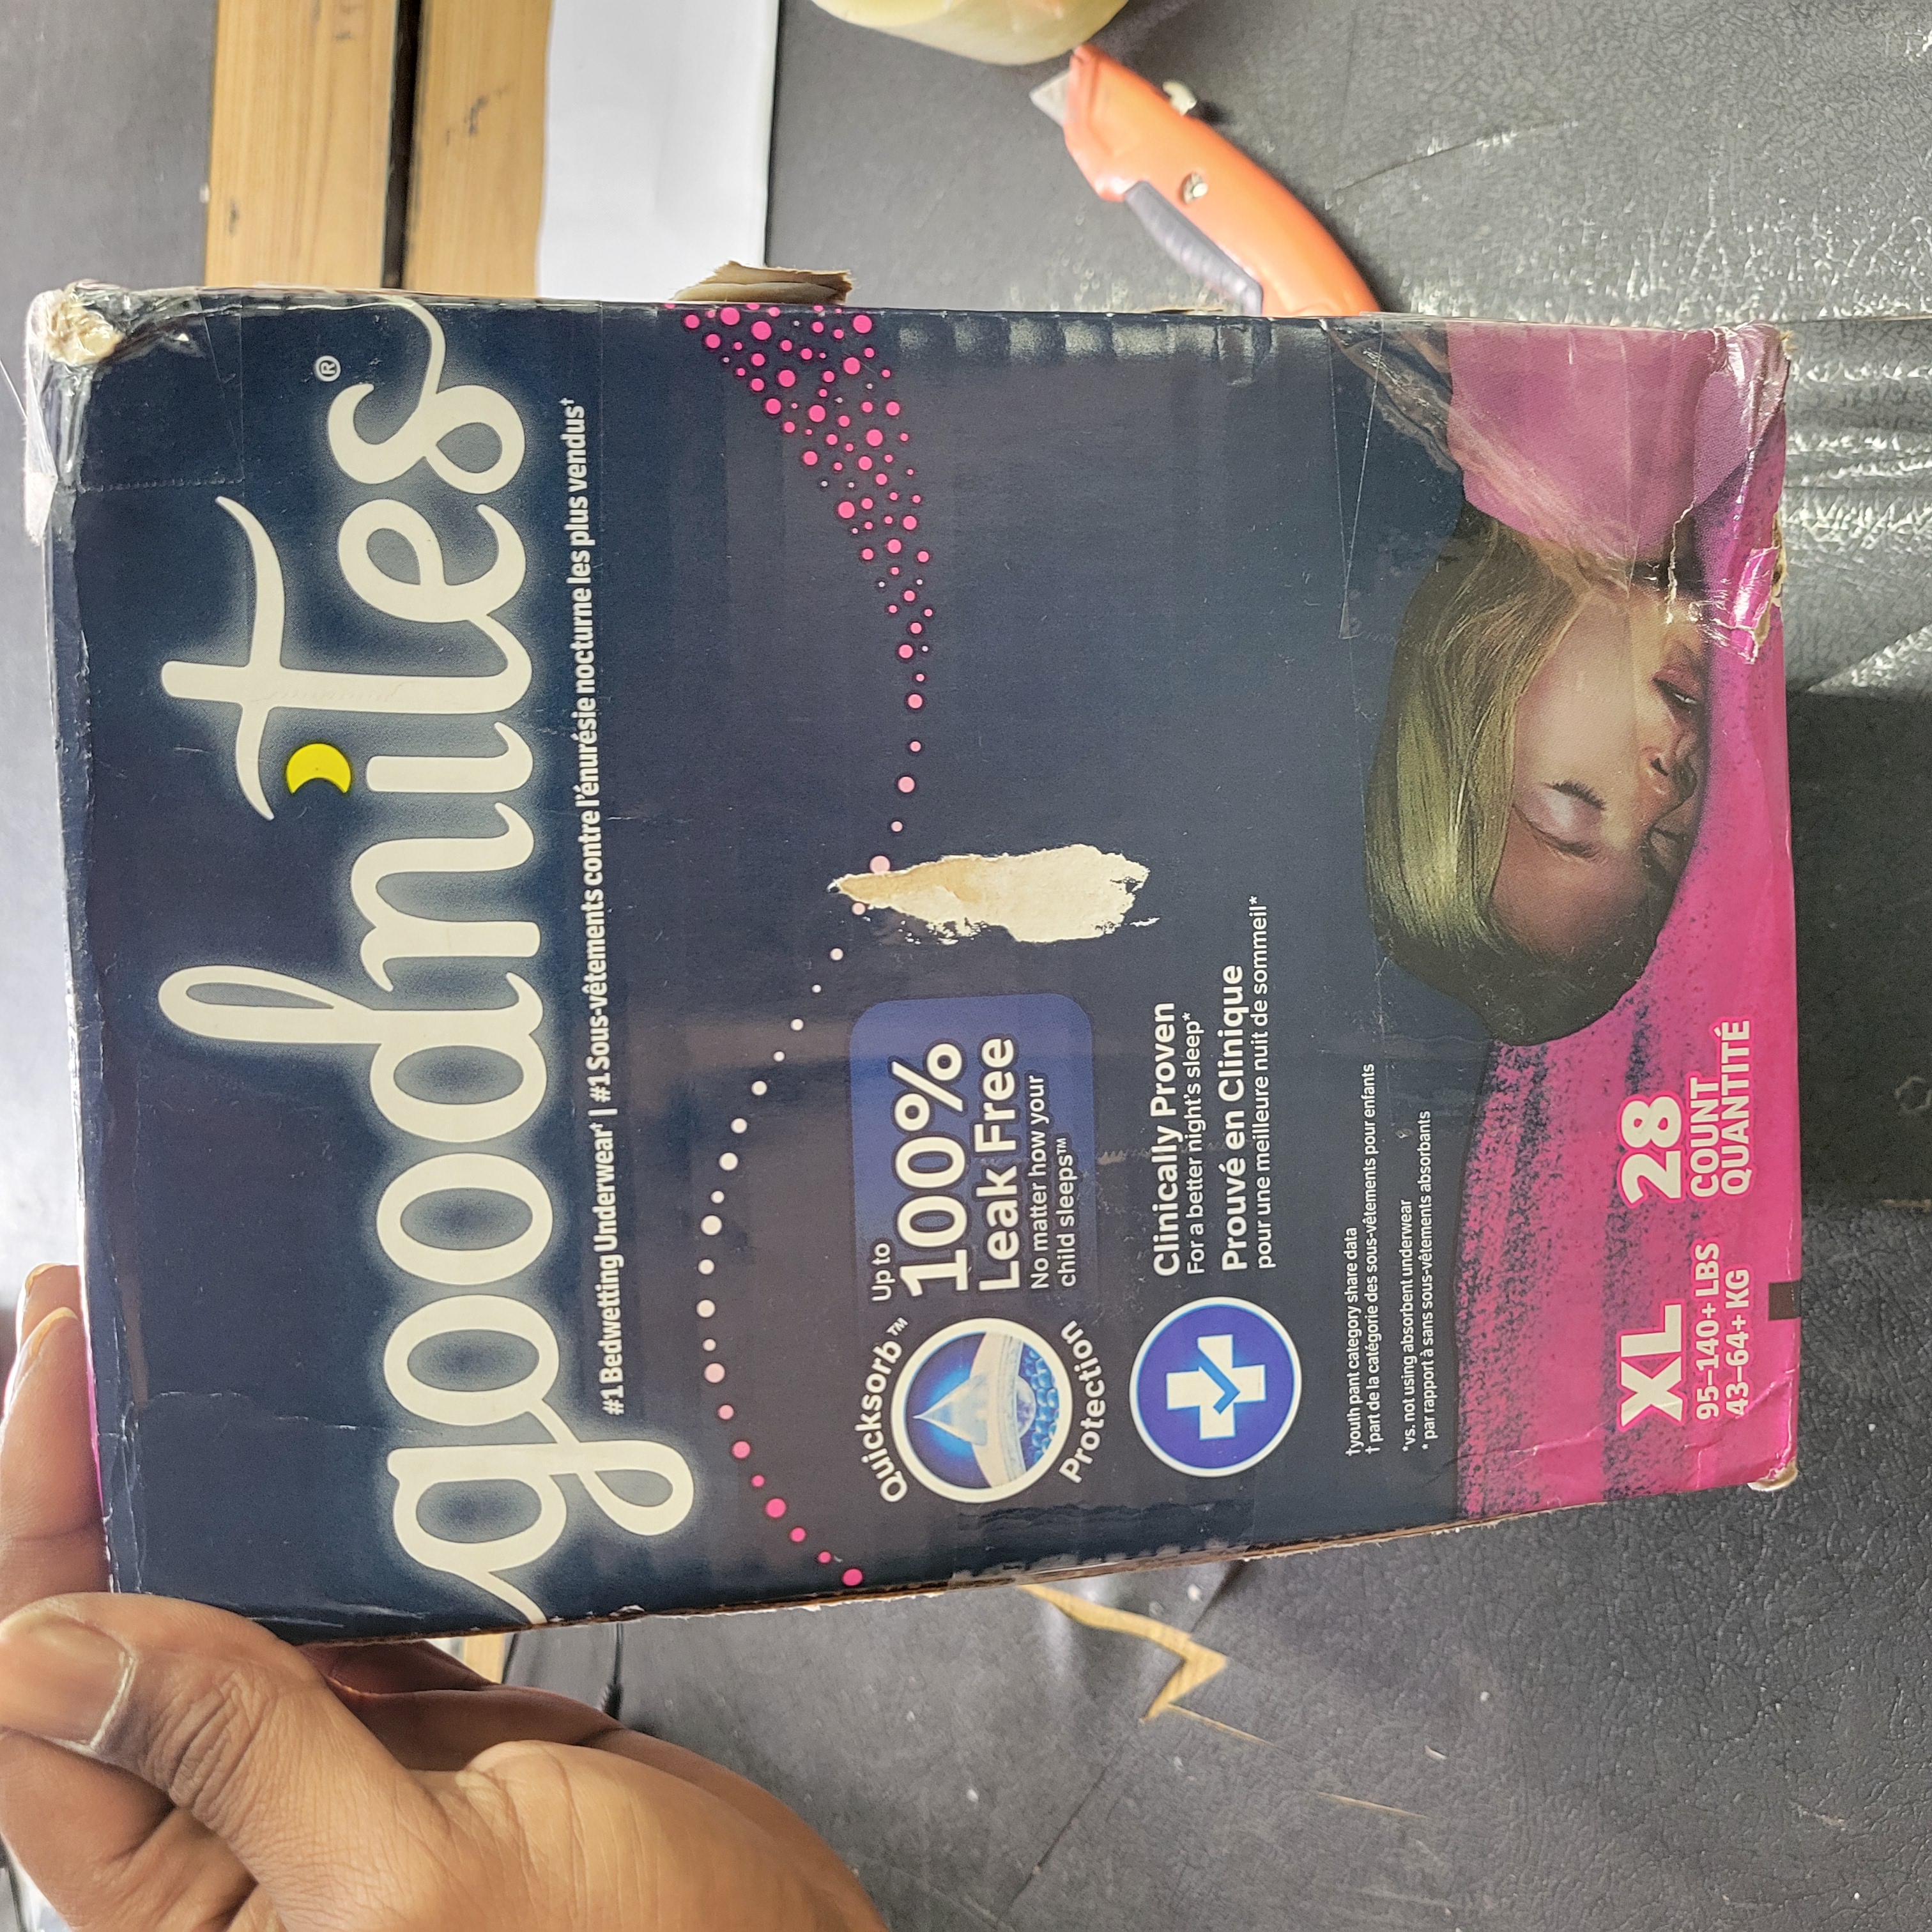 goodnites®
#1 Bedwetting Underwear† | #1 Sous-vêtements contre l'énurésie nocturne les plus vendus†
Quicksorb™
Protection
Up to
100%
Leak Free
No matter how your
child sleeps™
Clinically Proven
For a better night's sleep*
Prouvé en Clinique
pour une meilleure nuit de sommeil*
†youth pant category share data
† part de la catégorie des sous-vêtements pour enfants
*vs. not using absorbent underwear
* par rapport à sans sous-vêtements absorbants
XL
95–140+ LBS
43–64+ KG
28
COUNT
QUANTITÉ